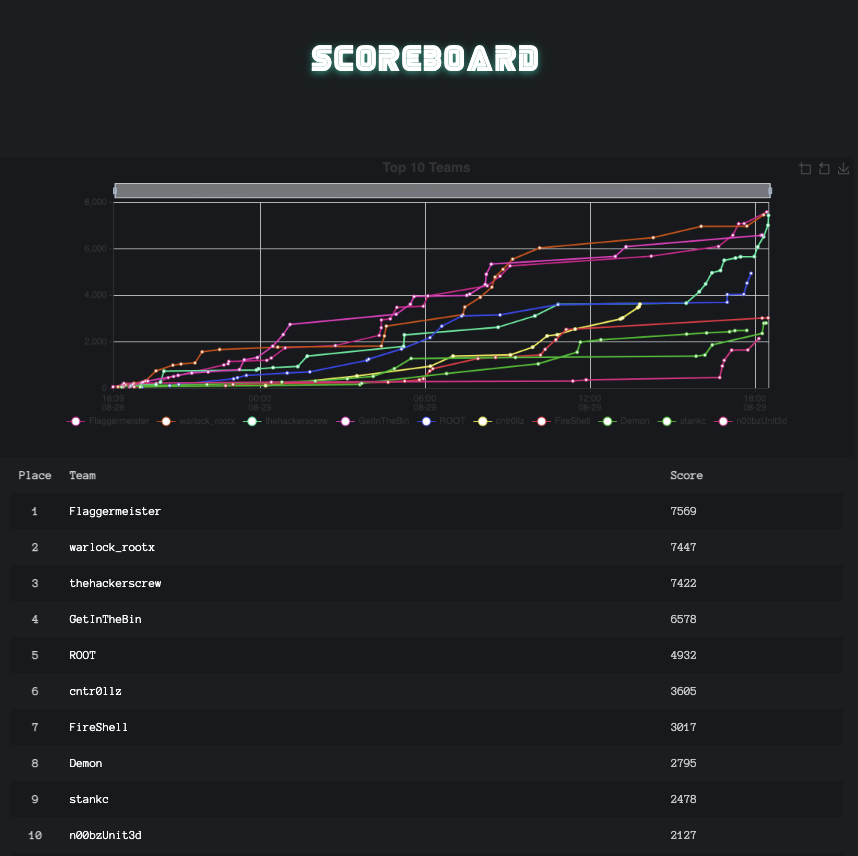 SCOREBOARD
Top 10 Teams
8,000
6,000
4,000
2,000
0
18:39 00:00 06:00 12:00 18:00
08-28 08-29 08-29 08-29 08-29
Flaggermeister warlock_rootx thehackerscrew GetInTheBin ROOT cntr0llz FireShell Demon stankc n00bzUnit3d
Place Team Score
1 Flaggermeister 7569
2 warlock_rootx 7447
3 thehackerscrew 7422
4 GetInTheBin 6578
5 ROOT 4932
6 cntr0llz 3605
7 FireShell 3017
8 Demon 2795
9 stankc 2478
10 n00bzUnit3d 2127